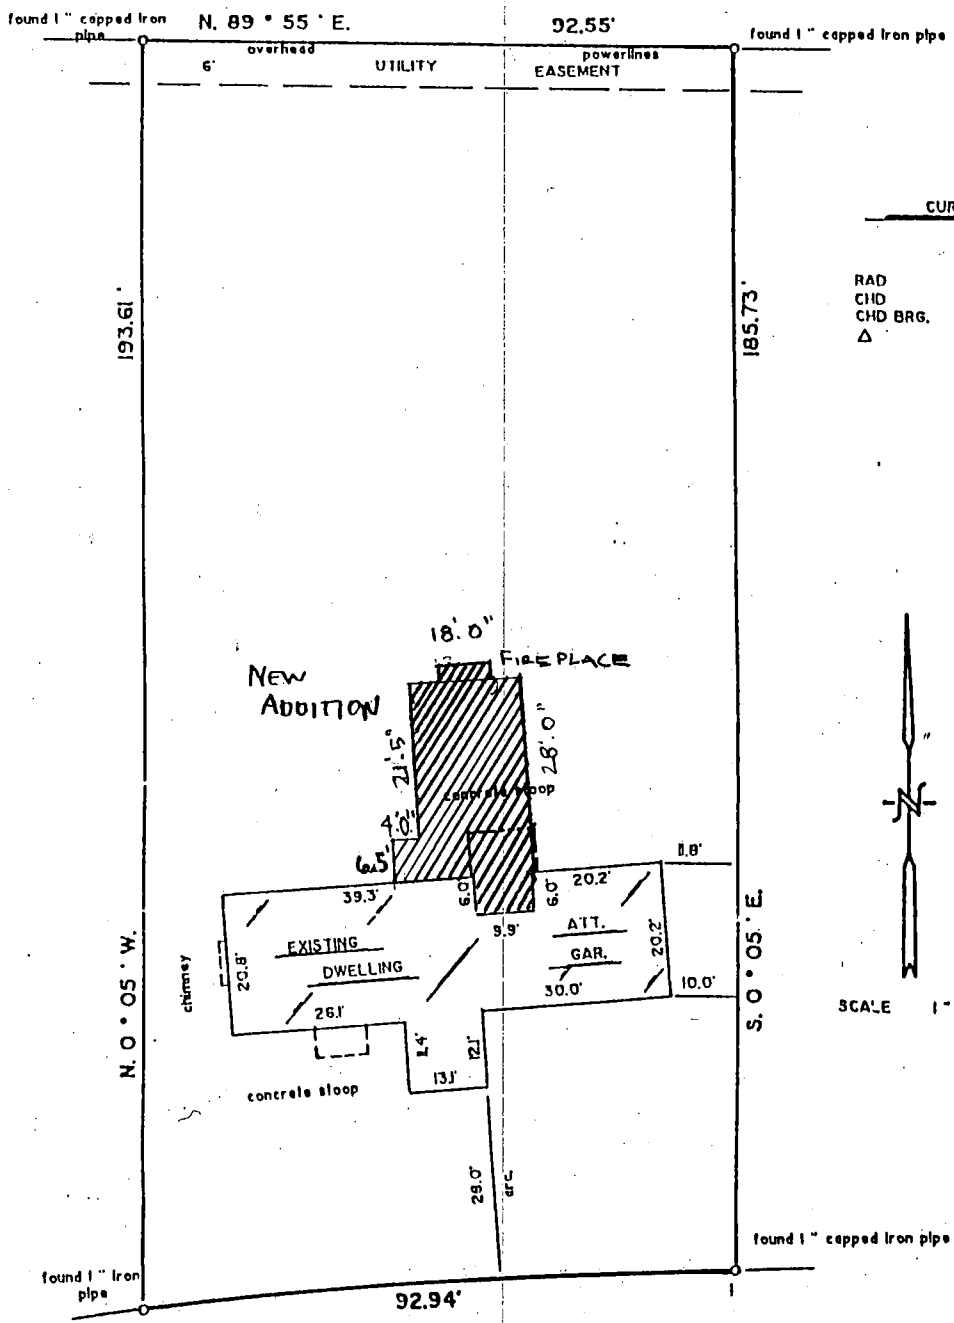 found 1 " capped Iron pipe
N. 89 ° 55 ' E.
92.55'
found 1 " capped Iron pipe
overhead
powerlines
6'
UTILITY
EASEMENT
CUR
RAD
CHD
CHD BRG.
Δ
193.61'
185.73'
18'.0"
FIREPLACE
NEW
ADDITION
21'.5"
28'.0"
concrete stoop
4'.0"
6.5'
11.8'
39.3'
6.0'
6.0'
20.2'
9.9'
ATT.
GAR.
20.2'
EXISTING
DWELLING
20.8'
chimney
30.0'
10.0'
26.1'
12.1'
13.1'
concrete stoop
N. 0 ° 05 ' W.
S. 0 ° 05 ' E.
N
SCALE 1"
29.0'
arc
found 1 " capped Iron pipe
found 1 " Iron
pipe
92.94'